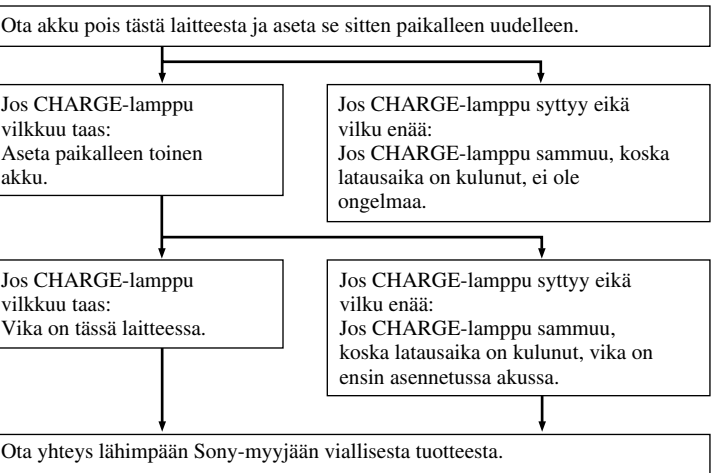 Ota akku pois tästä laitteesta ja aseta se sitten paikalleen uudelleen.
Jos CHARGE-lamppu
vilkkuu taas:
Aseta paikalleen toinen
akku.
Jos CHARGE-lamppu syttyy eikä
vilku enää:
Jos CHARGE-lamppu sammuu, koska
latausaika on kulunut, ei ole
ongelmaa.
Jos CHARGE-lamppu
vilkkuu taas:
Vika on tässä laitteessa.
Jos CHARGE-lamppu syttyy eikä
vilku enää:
Jos CHARGE-lamppu sammuu,
koska latausaika on kulunut, vika on
ensin asennetussa akussa.
Ota yhteys lähimpään Sony-myyjään viallisesta tuotteesta.